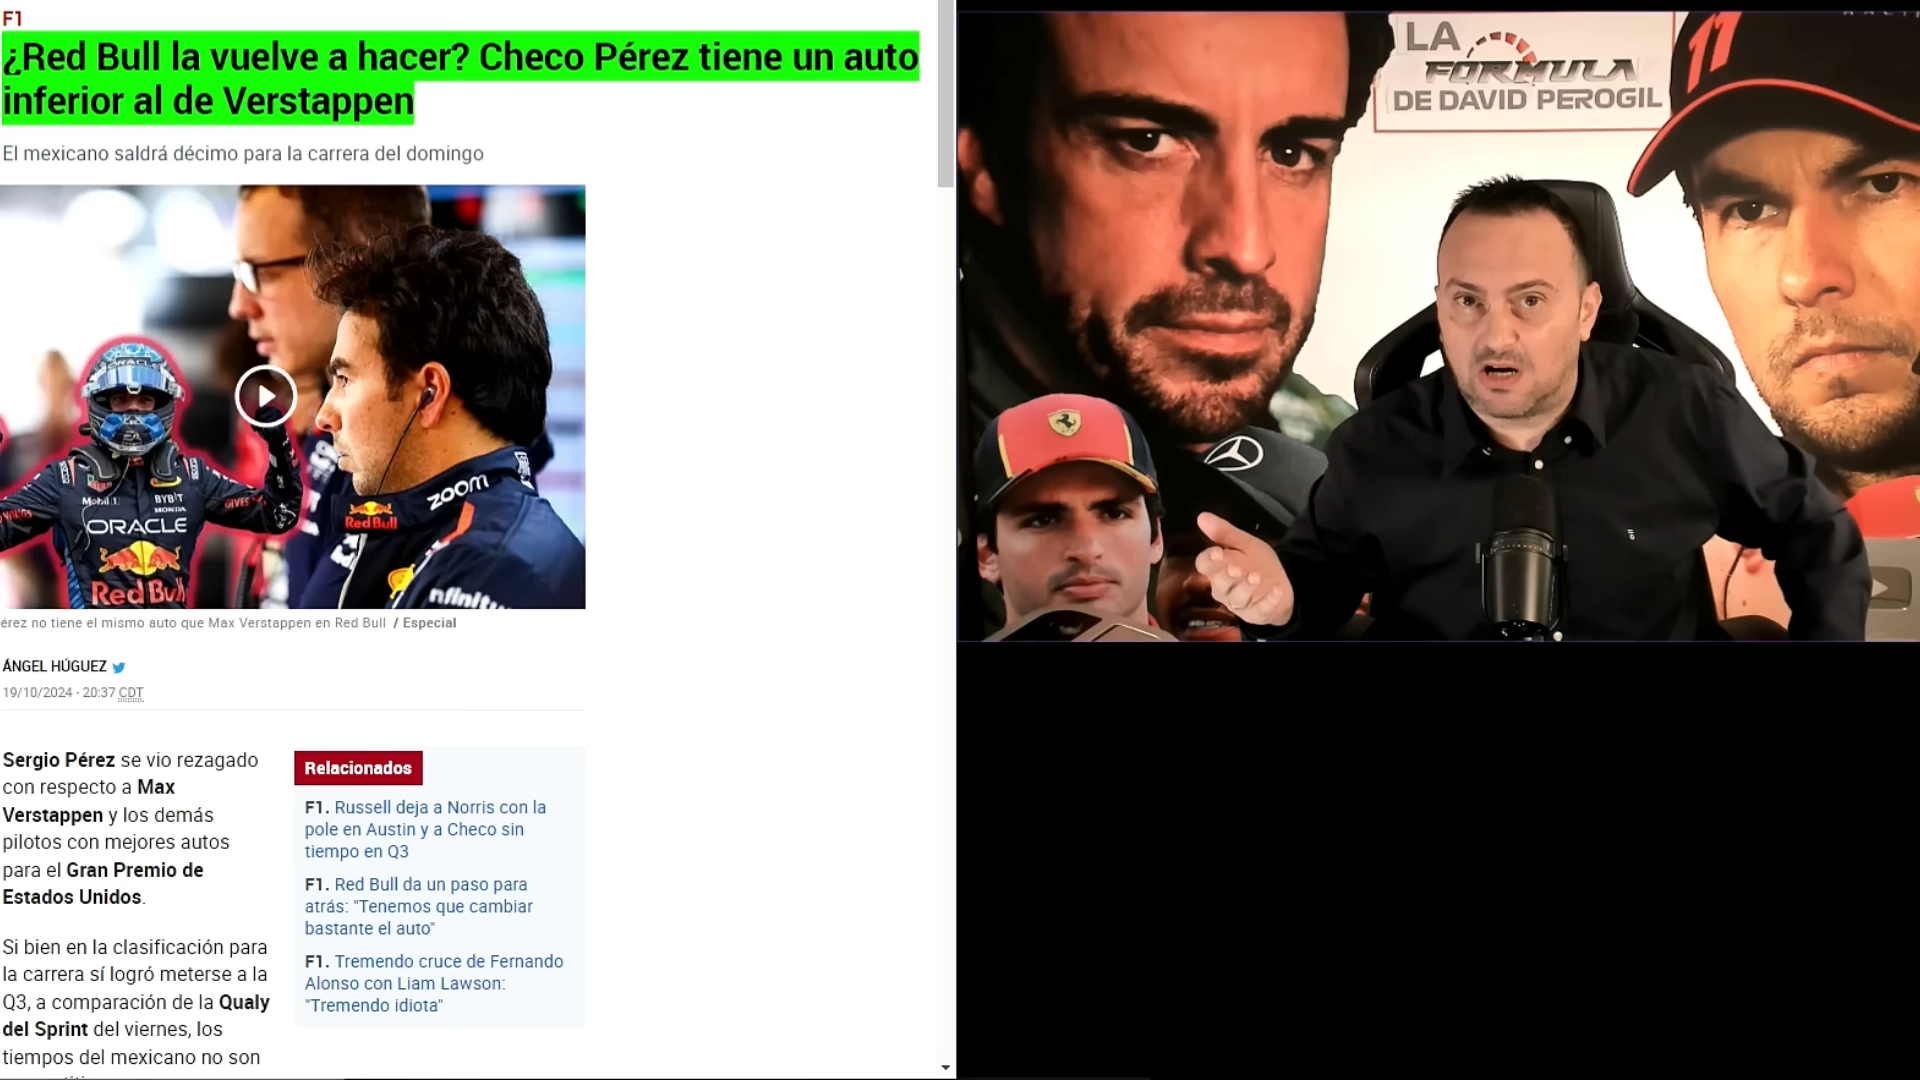 F1
¿Red Bull la vuelve a hacer? Checo Pérez tiene un auto
inferior al de Verstappen
El mexicano saldrá décimo para la carrera del domingo
ORACLE
Mobil 1
BYBIT
HONDA
GIVES
ORACLE
Red Bull
zoom
Red Bull
érez no tiene el mismo auto que Max Verstappen en Red Bull / Especial
ÁNGEL HÚGUEZ
19/10/2024 - 20:37 CDT
Sergio Pérez se vio rezagado
con respecto a Max
Verstappen y los demás
pilotos con mejores autos
para el Gran Premio de
Estados Unidos.
Si bien en la clasificación para
la carrera sí logró meterse a la
Q3, a comparación de la Qualy
del Sprint del viernes, los
tiempos del mexicano no son
Relacionados
F1. Russell deja a Norris con la
pole en Austin y a Checo sin
tiempo en Q3
F1. Red Bull da un paso para
atrás: "Tenemos que cambiar
bastante el auto"
F1. Tremendo cruce de Fernando
Alonso con Liam Lawson:
"Tremendo idiota"
LA
FÓRMULA
DE DAVID PEROGIL
11